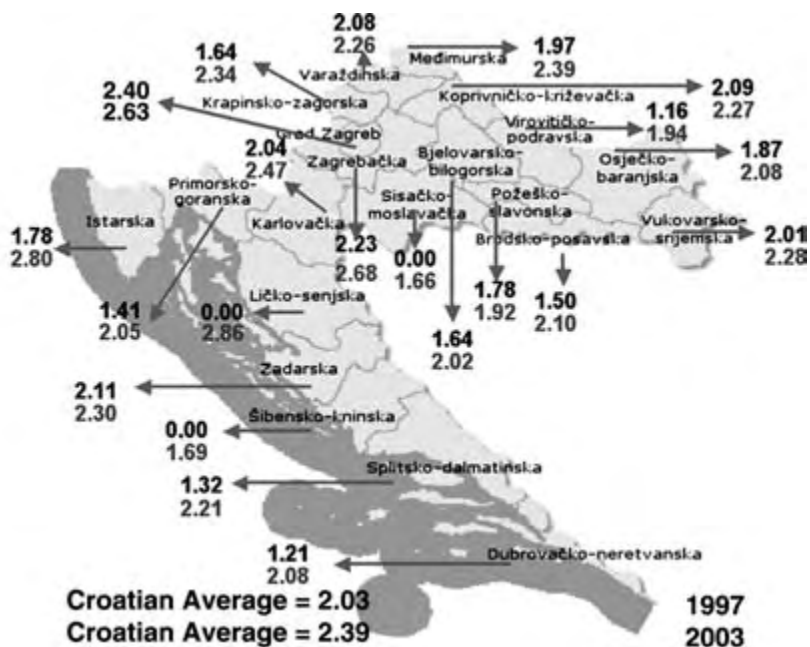 2.08
2.26
1.64
2.34
Međimurska
1.97
2.39
Varaždinska
2.40
2.63
Krapinsko-zagorska
Koprivničko-križevačka
2.09
2.27
Grad Zagreb
Virovitičko-
podravska
1.16
1.94
2.04
2.47
Zagrebačka
Bjelovarsko-
bilogorska
Osječko-
baranjska
1.87
2.08
Primorsko-
goranska
Sisačko-
moslavačka
Požeško-
slavonska
Istarska
Karlovačka
Vukovarsko-
srijemska
2.01
2.28
1.78
2.80
2.23
2.68
0.00
1.66
Brodsko-posavska
1.78
1.92
1.50
2.10
1.41
2.05
0.00
2.86
Ličko-senjska
1.64
2.02
Zadarska
2.11
2.30
Šibensko-kninska
0.00
1.69
Splitsko-dalmatinska
1.32
2.21
Dubrovačko-neretvanska
1.21
2.08
Croatian Average = 2.03
1997
Croatian Average = 2.39
2003